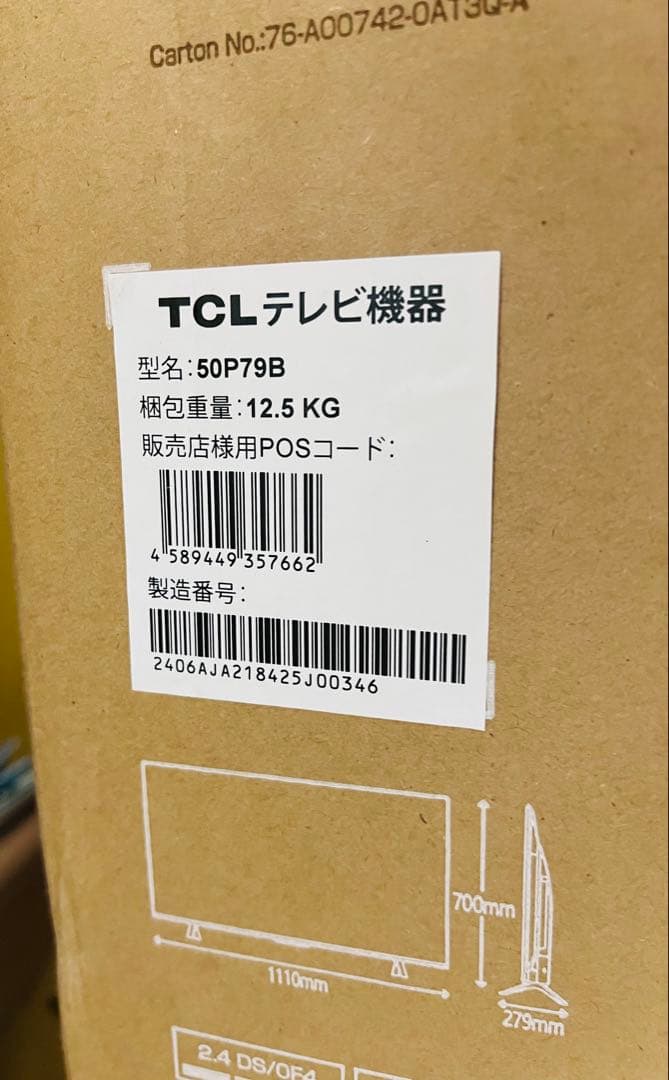 Carton No.:76-A00742-0AT3Q-A
TCLテレビ機器
型名:50P79B
梱包重量:12.5 KG
販売店様用POSコード:
4 589449 357662
製造番号:
2406AJA218425J00346
700mm
1110mm
279mm
2.4 DS/OF4